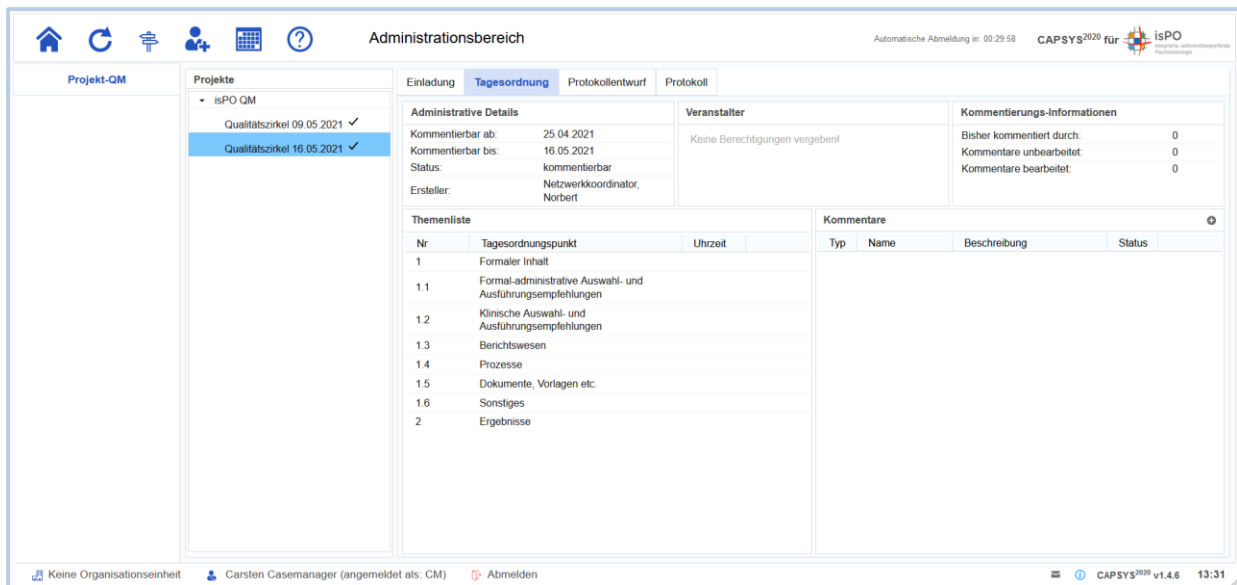 Administrationsbereich
Automatische Abmeldung in: 00:29:58
CAPSYS2020 für
isPO
Integrierte, sektorenübergreifende
Psychoonkologie
Projekt-QM
Projekte
isPO QM
Qualitätszirkel 09.05.2021
Qualitätszirkel 16.05.2021
Einladung Tagesordnung Protokollentwurf Protokoll
Administrative Details
Kommentierbar ab: 25.04.2021
Kommentierbar bis: 16.05.2021
Status: kommentierbar
Ersteller: Netzwerkkoordinator,
Norbert
Veranstalter
Keine Berechtigungen vergeben!
Kommentierungs-Informationen
Bisher kommentiert durch: 0
Kommentare unbearbeitet: 0
Kommentare bearbeitet: 0
Themenliste
Nr Tagesordnungspunkt Uhrzeit
1 Formaler Inhalt
1.1 Formal-administrative Auswahl- und
Ausführungsempfehlungen
1.2 Klinische Auswahl- und
Ausführungsempfehlungen
1.3 Berichtswesen
1.4 Prozesse
1.5 Dokumente, Vorlagen etc.
1.6 Sonstiges
2 Ergebnisse
Kommentare
Typ Name Beschreibung Status
Keine Organisationseinheit
Carsten Casemanager (angemeldet als: CM)
Abmelden
CAPSYS2020 v1.4.6 13:31